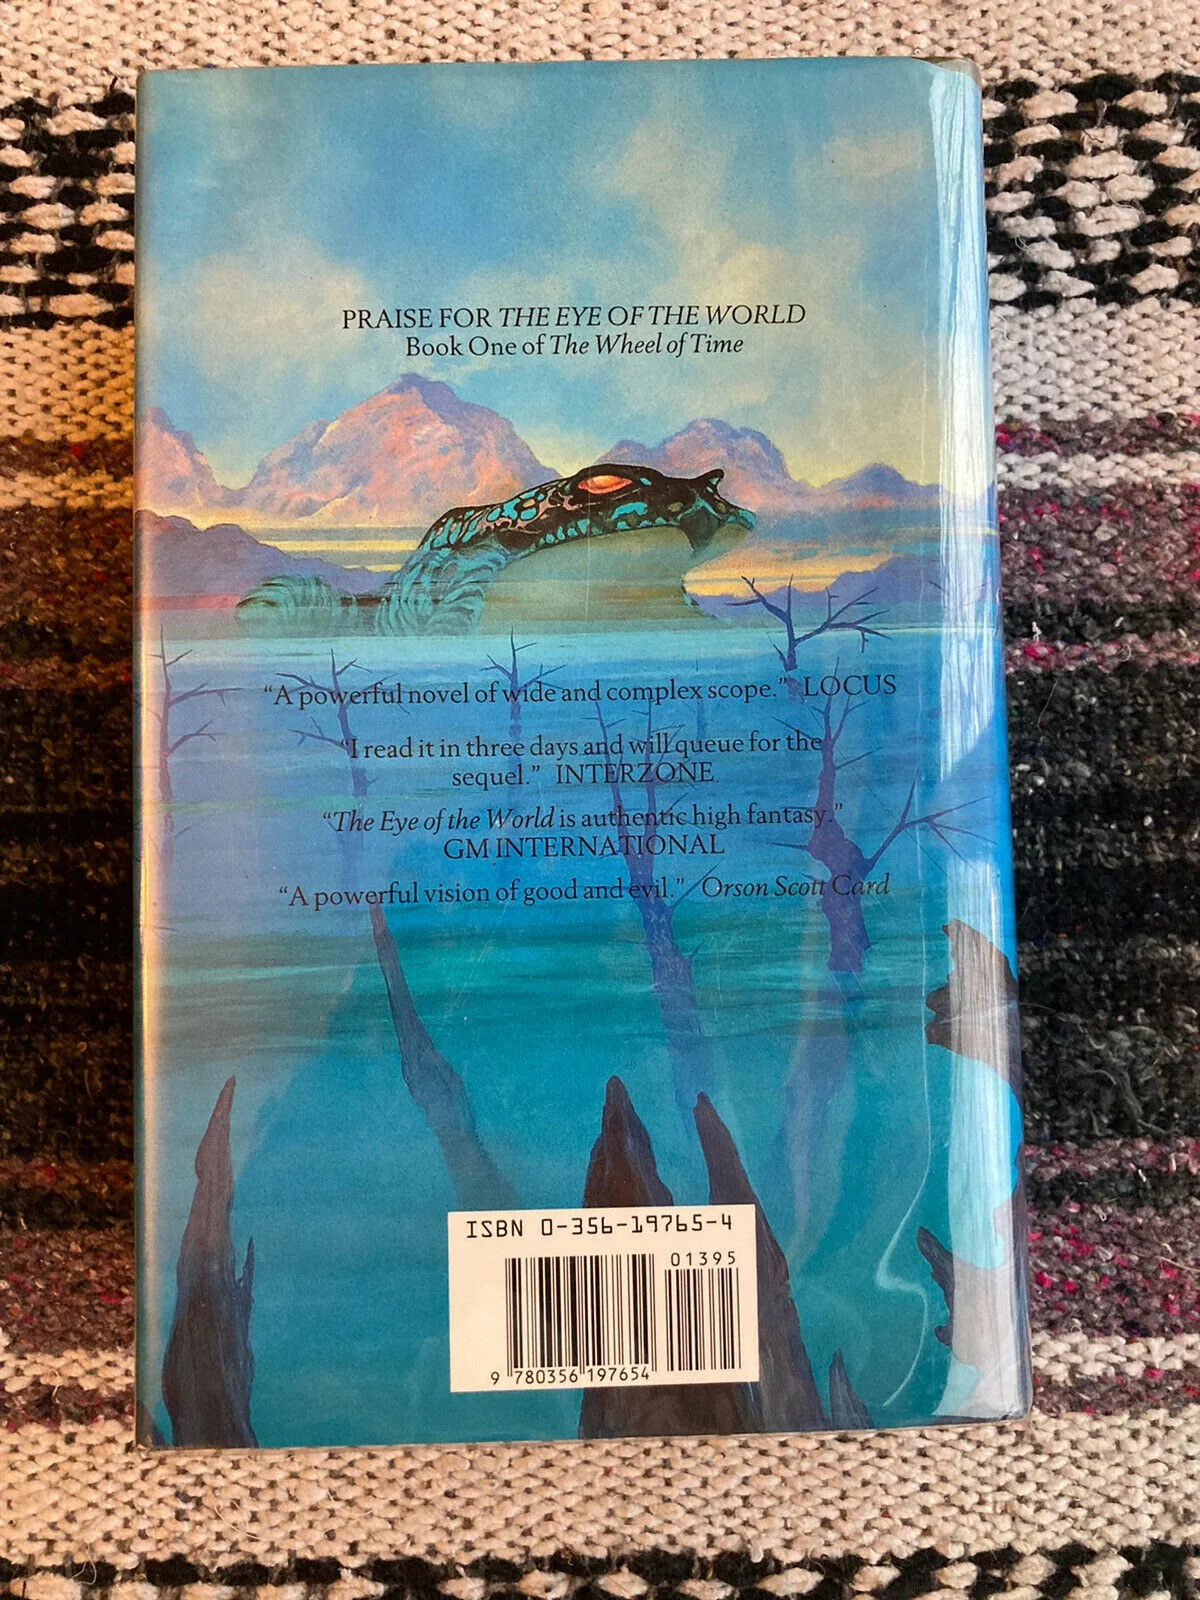 PRAISE FOR THE EYE OF THE WORLD
Book One of The Wheel of Time
“A powerful novel of wide and complex scope.” LOCUS
“I read it in three days and will queue for the
sequel.” INTERZONE
“The Eye of the World is authentic high fantasy.”
GM INTERNATIONAL
“A powerful vision of good and evil.” Orson Scott Card
ISBN 0-356-19765-4
01395
9 780356 197654